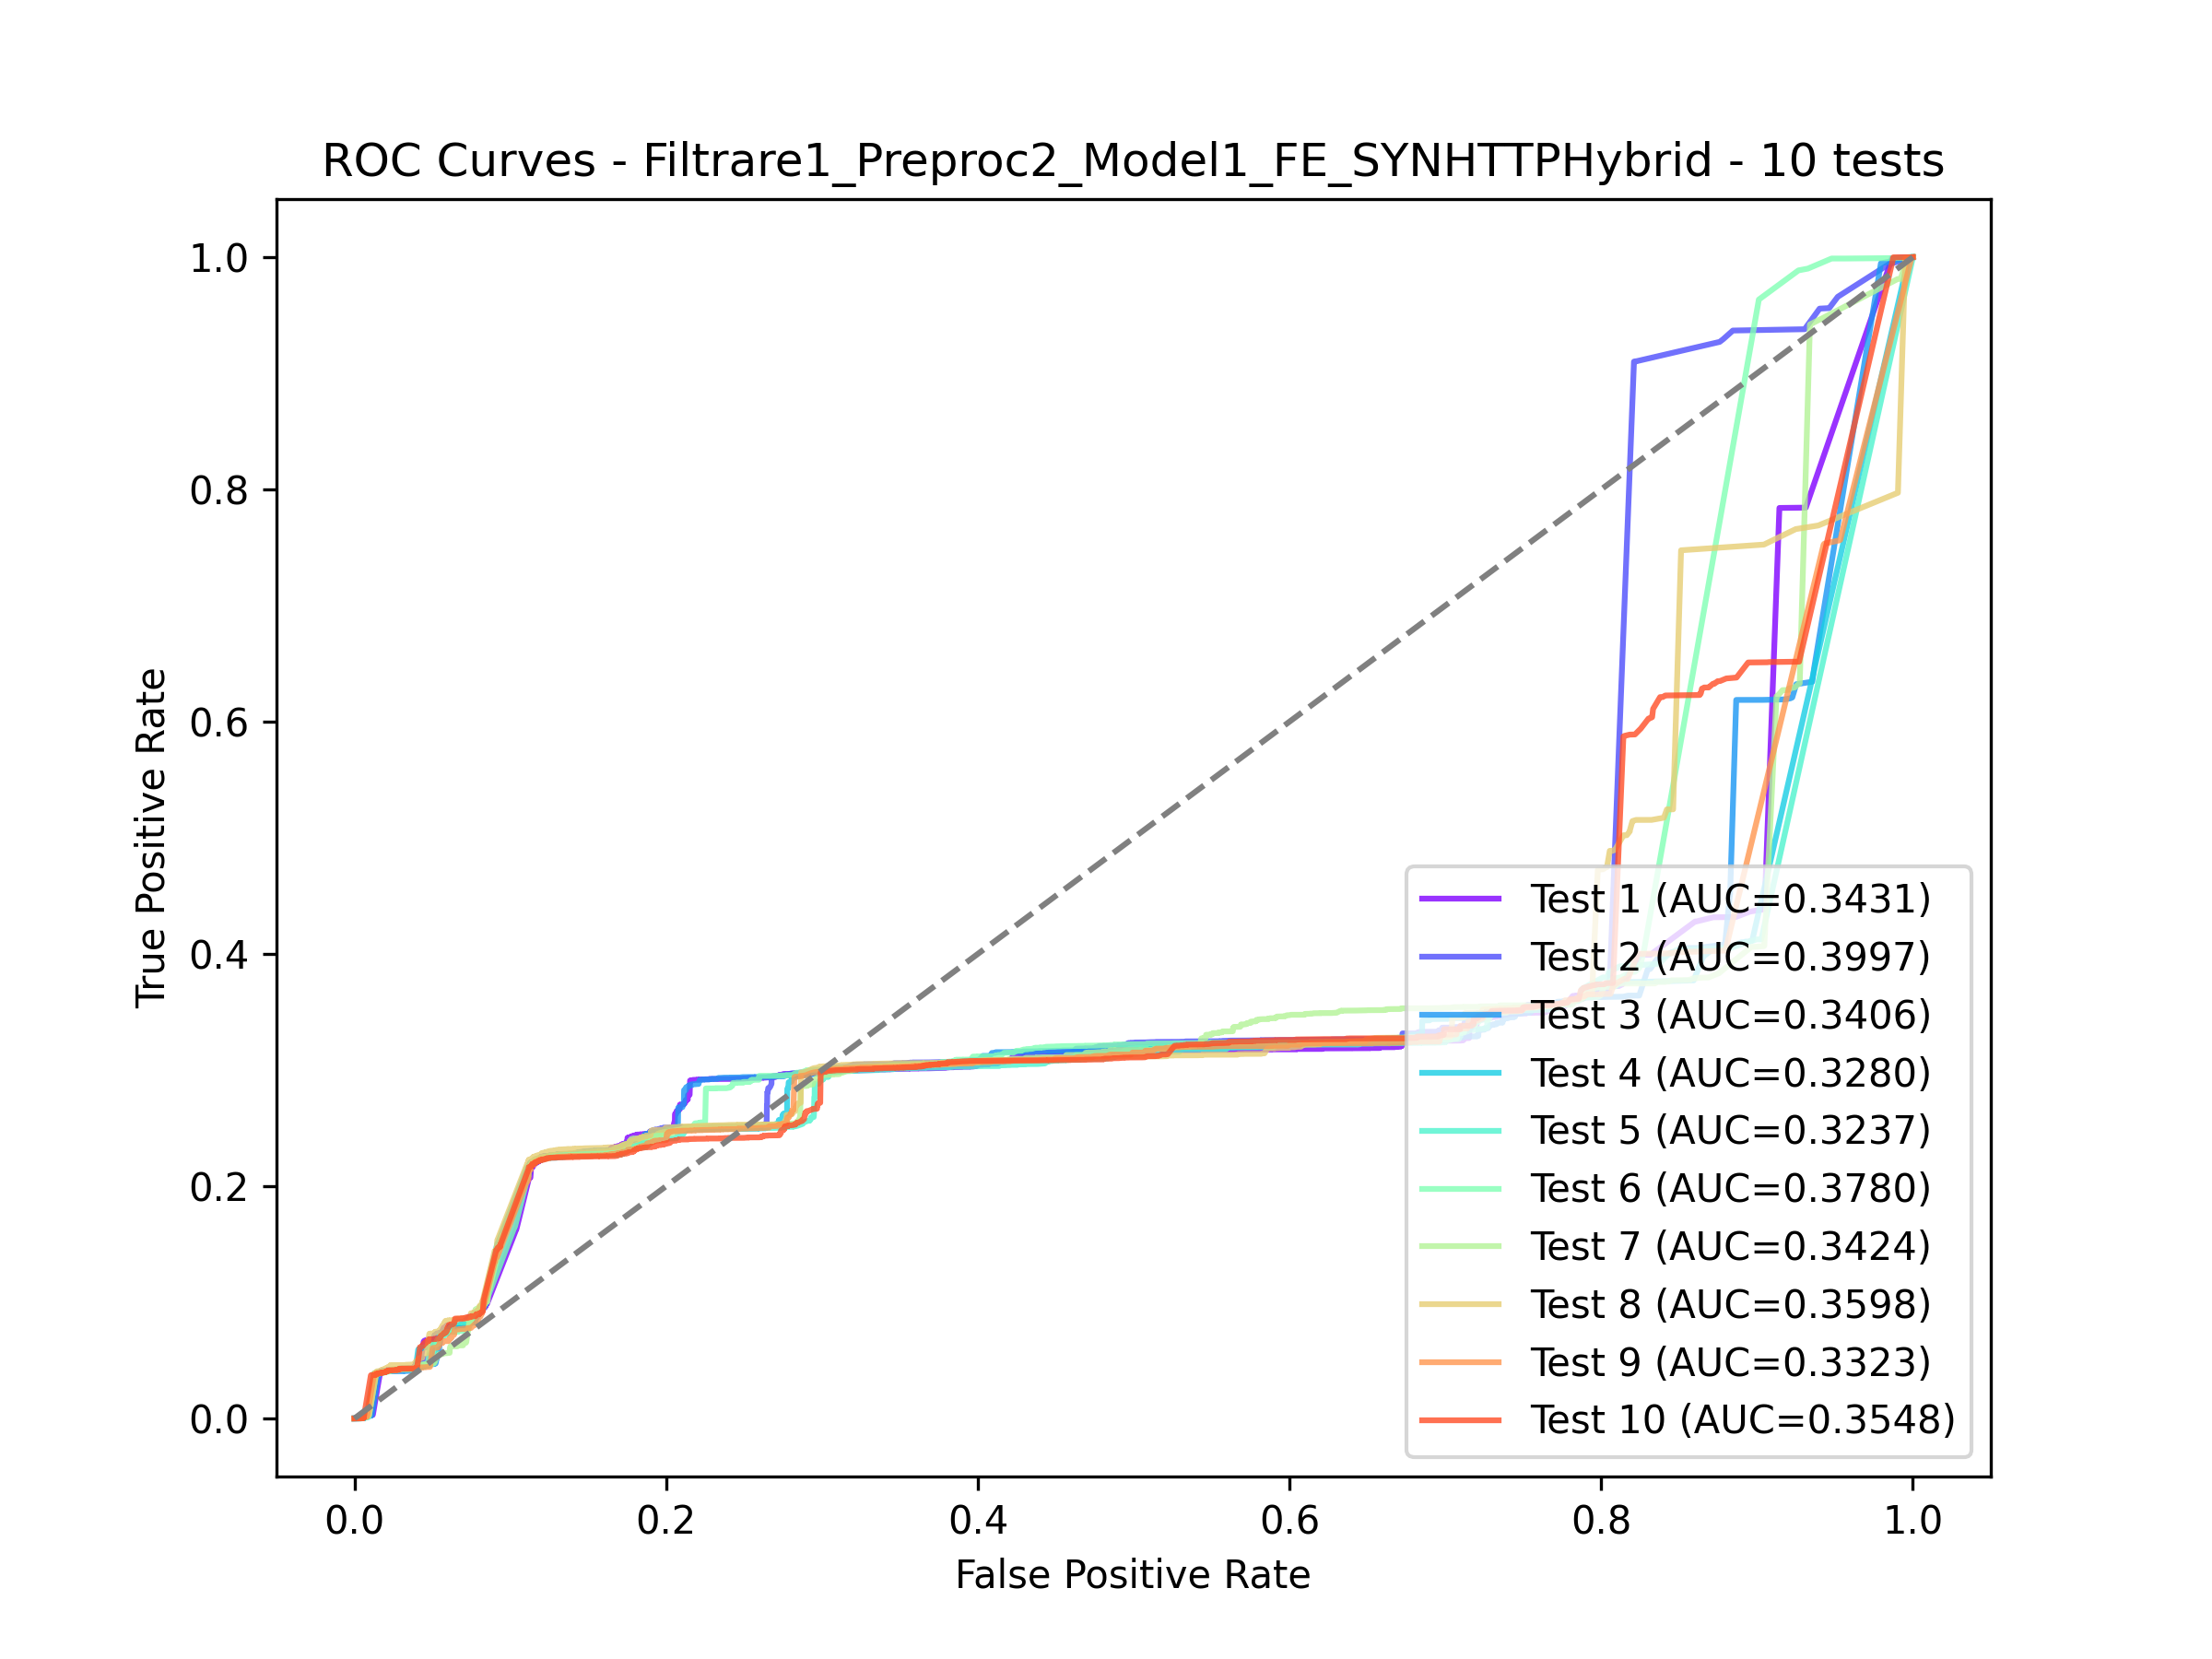 ROC Curves - Filtrare1_Preproc2_Model1_FE_SYNHTTPHybrid - 10 tests
True Positive Rate
1.0
0.8
0.6
0.4
0.2
0.0
Test 1 (AUC=0.3431)
Test 2 (AUC=0.3997)
Test 3 (AUC=0.3406)
Test 4 (AUC=0.3280)
Test 5 (AUC=0.3237)
Test 6 (AUC=0.3780)
Test 7 (AUC=0.3424)
Test 8 (AUC=0.3598)
Test 9 (AUC=0.3323)
Test 10 (AUC=0.3548)
0.0 0.2 0.4 0.6 0.8 1.0
False Positive Rate